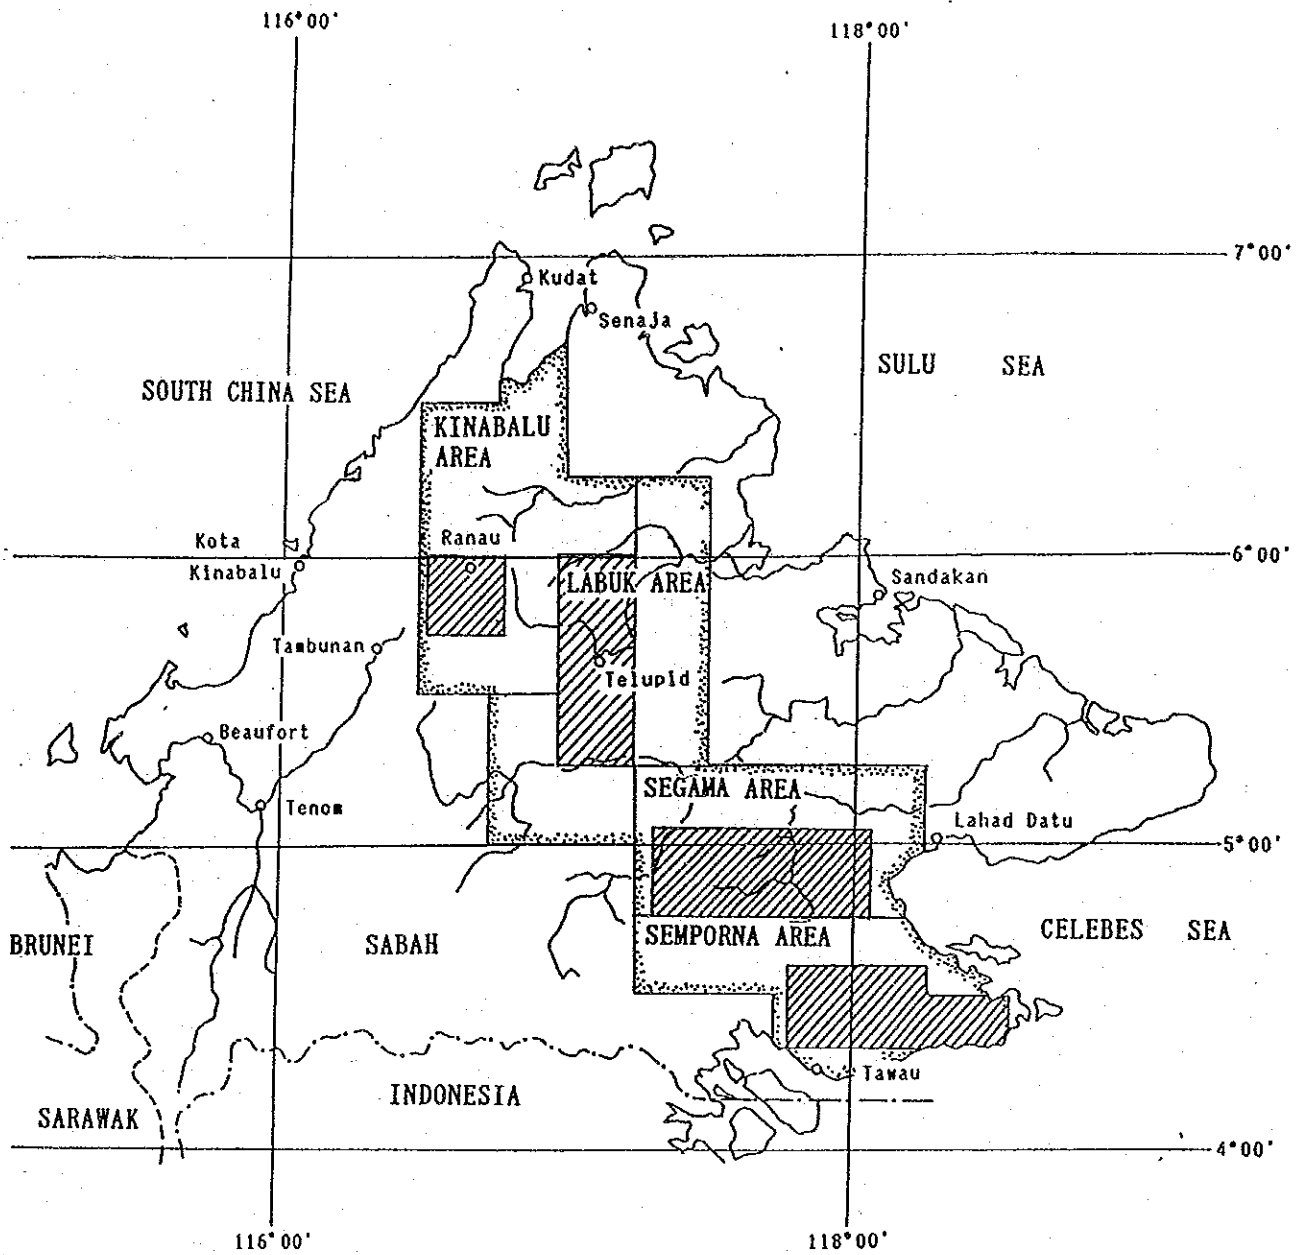 116°00'
118°00'
7°00'
Kudat
Senaja
SULU SEA
SOUTH CHINA SEA
KINABALU
AREA
Kota
Kinabalu
Ranau
6°00'
LABUK AREA
Sandakan
Tambunan
Telupid
Beaufort
SEGAMA AREA
Tenom
Lahad Datu
5°00'
BRUNEI
SABAH
SEMPORNA AREA
CELEBES SEA
Tawau
INDONESIA
SARAWAK
4°00'
116°00'
118°00'